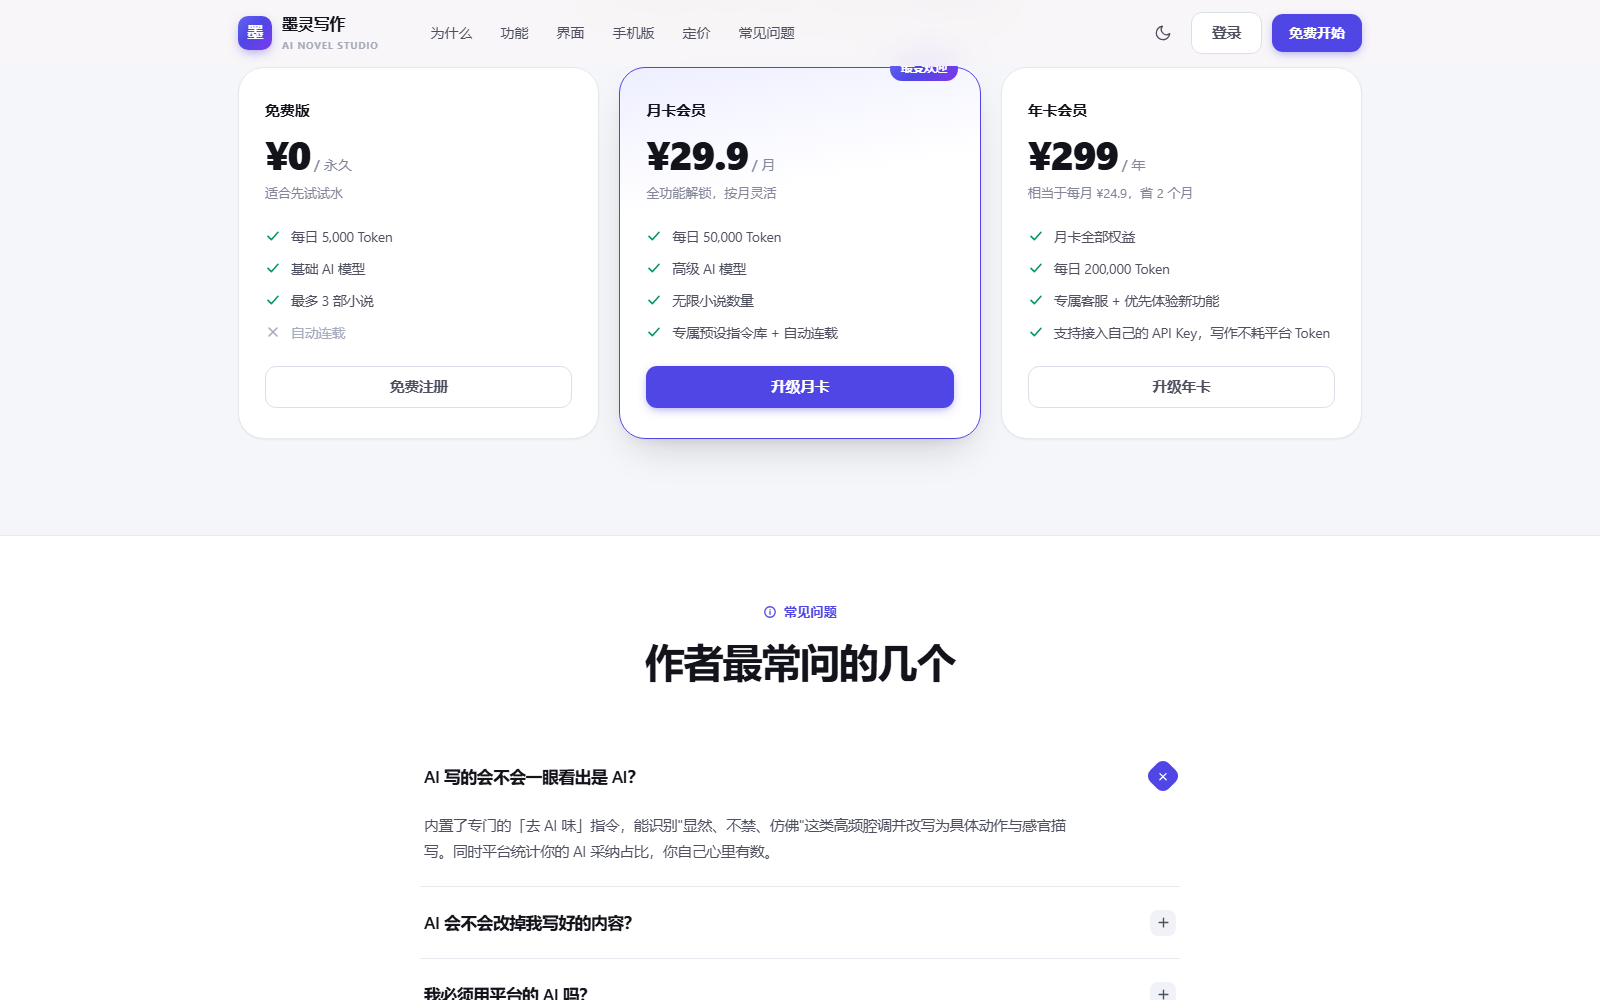 墨
墨灵写作
AI NOVEL STUDIO
为什么
功能
界面
手机版
定价
常见问题
登录
免费开始
免费版
¥0 / 永久
适合先试试水
每日 5,000 Token
基础 AI 模型
最多 3 部小说
自动连载
免费注册
最受欢迎
月卡会员
¥29.9 / 月
全功能解锁，按月灵活
每日 50,000 Token
高级 AI 模型
无限小说数量
专属预设指令库 + 自动连载
升级月卡
年卡会员
¥299 / 年
相当于每月 ¥24.9，省 2 个月
月卡全部权益
每日 200,000 Token
专属客服 + 优先体验新功能
支持接入自己的 API Key，写作不耗平台 Token
升级年卡
常见问题
作者最常问的几个
AI 写的会不会一眼看出是 AI？
内置了专门的「去 AI 味」指令，能识别"显然、不禁、仿佛"这类高频腔调并改写为具体动作与感官描
写。同时平台统计你的 AI 采纳占比，你自己心里有数。
AI 会不会改掉我写好的内容？
我必须用平台的 AI 吗？